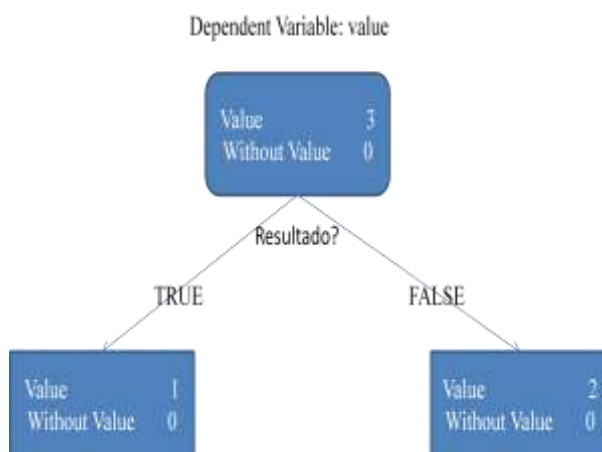 Dependent Variable: value
Value 3
Without Value 0
Resultado?
TRUE
FALSE
Value 1
Without Value 0
Value 2
Without Value 0